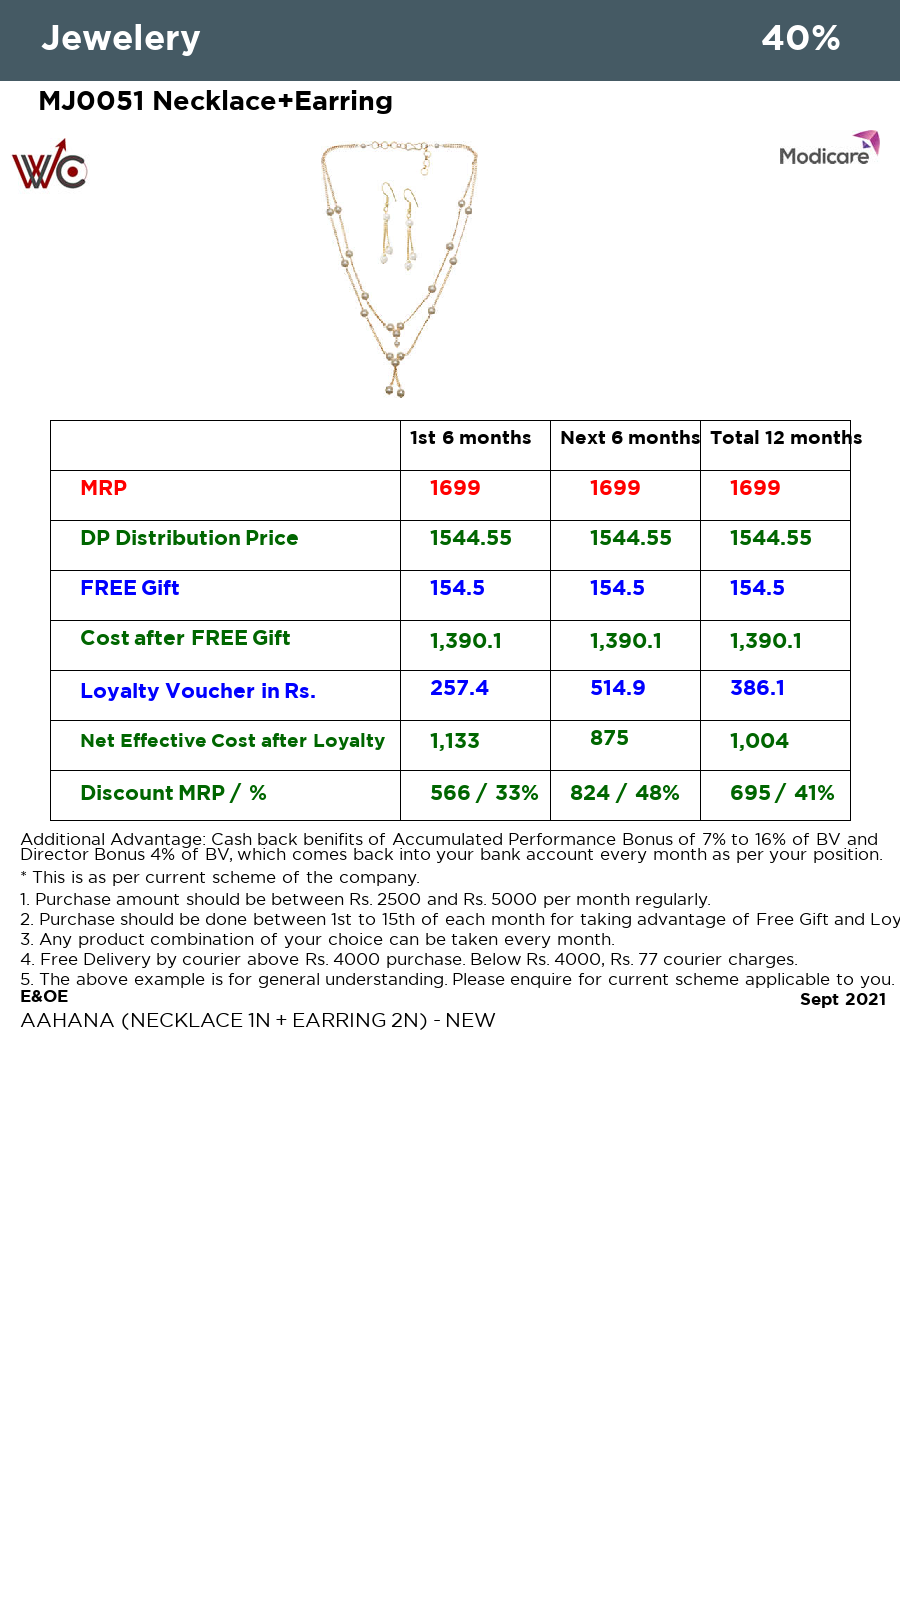 Jewelery 40%
MJ0051 Necklace+Earring
WC
Modicare
1st 6 months Next 6 months Total 12 months
MRP 1699 1699 1699
DP Distribution Price 1544.55 1544.55 1544.55
FREE Gift 154.5 154.5 154.5
Cost after FREE Gift 1,390.1 1,390.1 1,390.1
Loyalty Voucher in Rs. 257.4 514.9 386.1
Net Effective Cost after Loyalty 1,133 875 1,004
Discount MRP / % 566 / 33% 824 / 48% 695 / 41%
Additional Advantage: Cash back benifits of Accumulated Performance Bonus of 7% to 16% of BV and
Director Bonus 4% of BV, which comes back into your bank account every month as per your position.
* This is as per current scheme of the company.
1. Purchase amount should be between Rs. 2500 and Rs. 5000 per month regularly.
2. Purchase should be done between 1st to 15th of each month for taking advantage of Free Gift and Loy
3. Any product combination of your choice can be taken every month.
4. Free Delivery by courier above Rs. 4000 purchase. Below Rs. 4000, Rs. 77 courier charges.
5. The above example is for general understanding. Please enquire for current scheme applicable to you.
E&OE
Sept 2021
AAHANA (NECKLACE 1N + EARRING 2N) - NEW